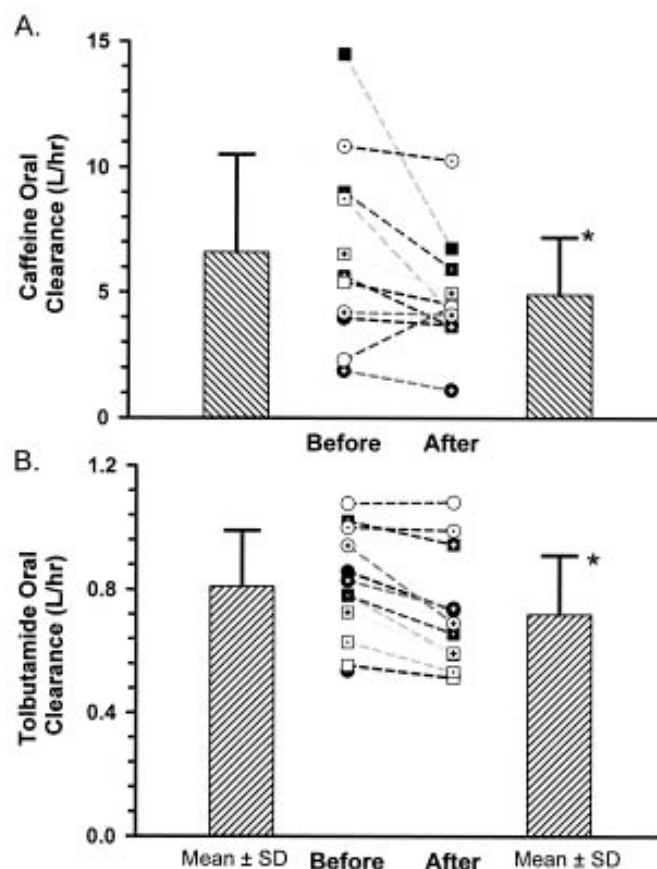 A.
Caffeine Oral
Clearance (L/hr)
15
10
5
0
*
Before After
B.
Tolbutamide Oral
Clearance (L/hr)
1.2
0.8
0.4
0.0
*
Mean ± SD Before After Mean ± SD